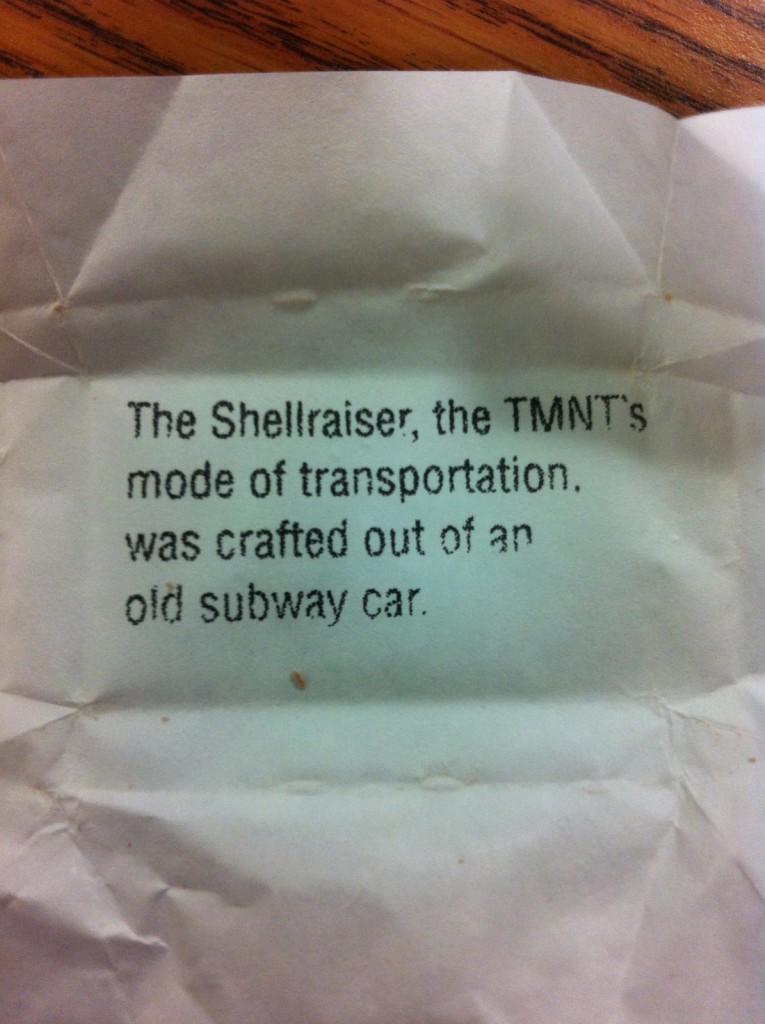 The Shellraiser, the TMNT's
mode of transportation,
was crafted out of an
old subway car.